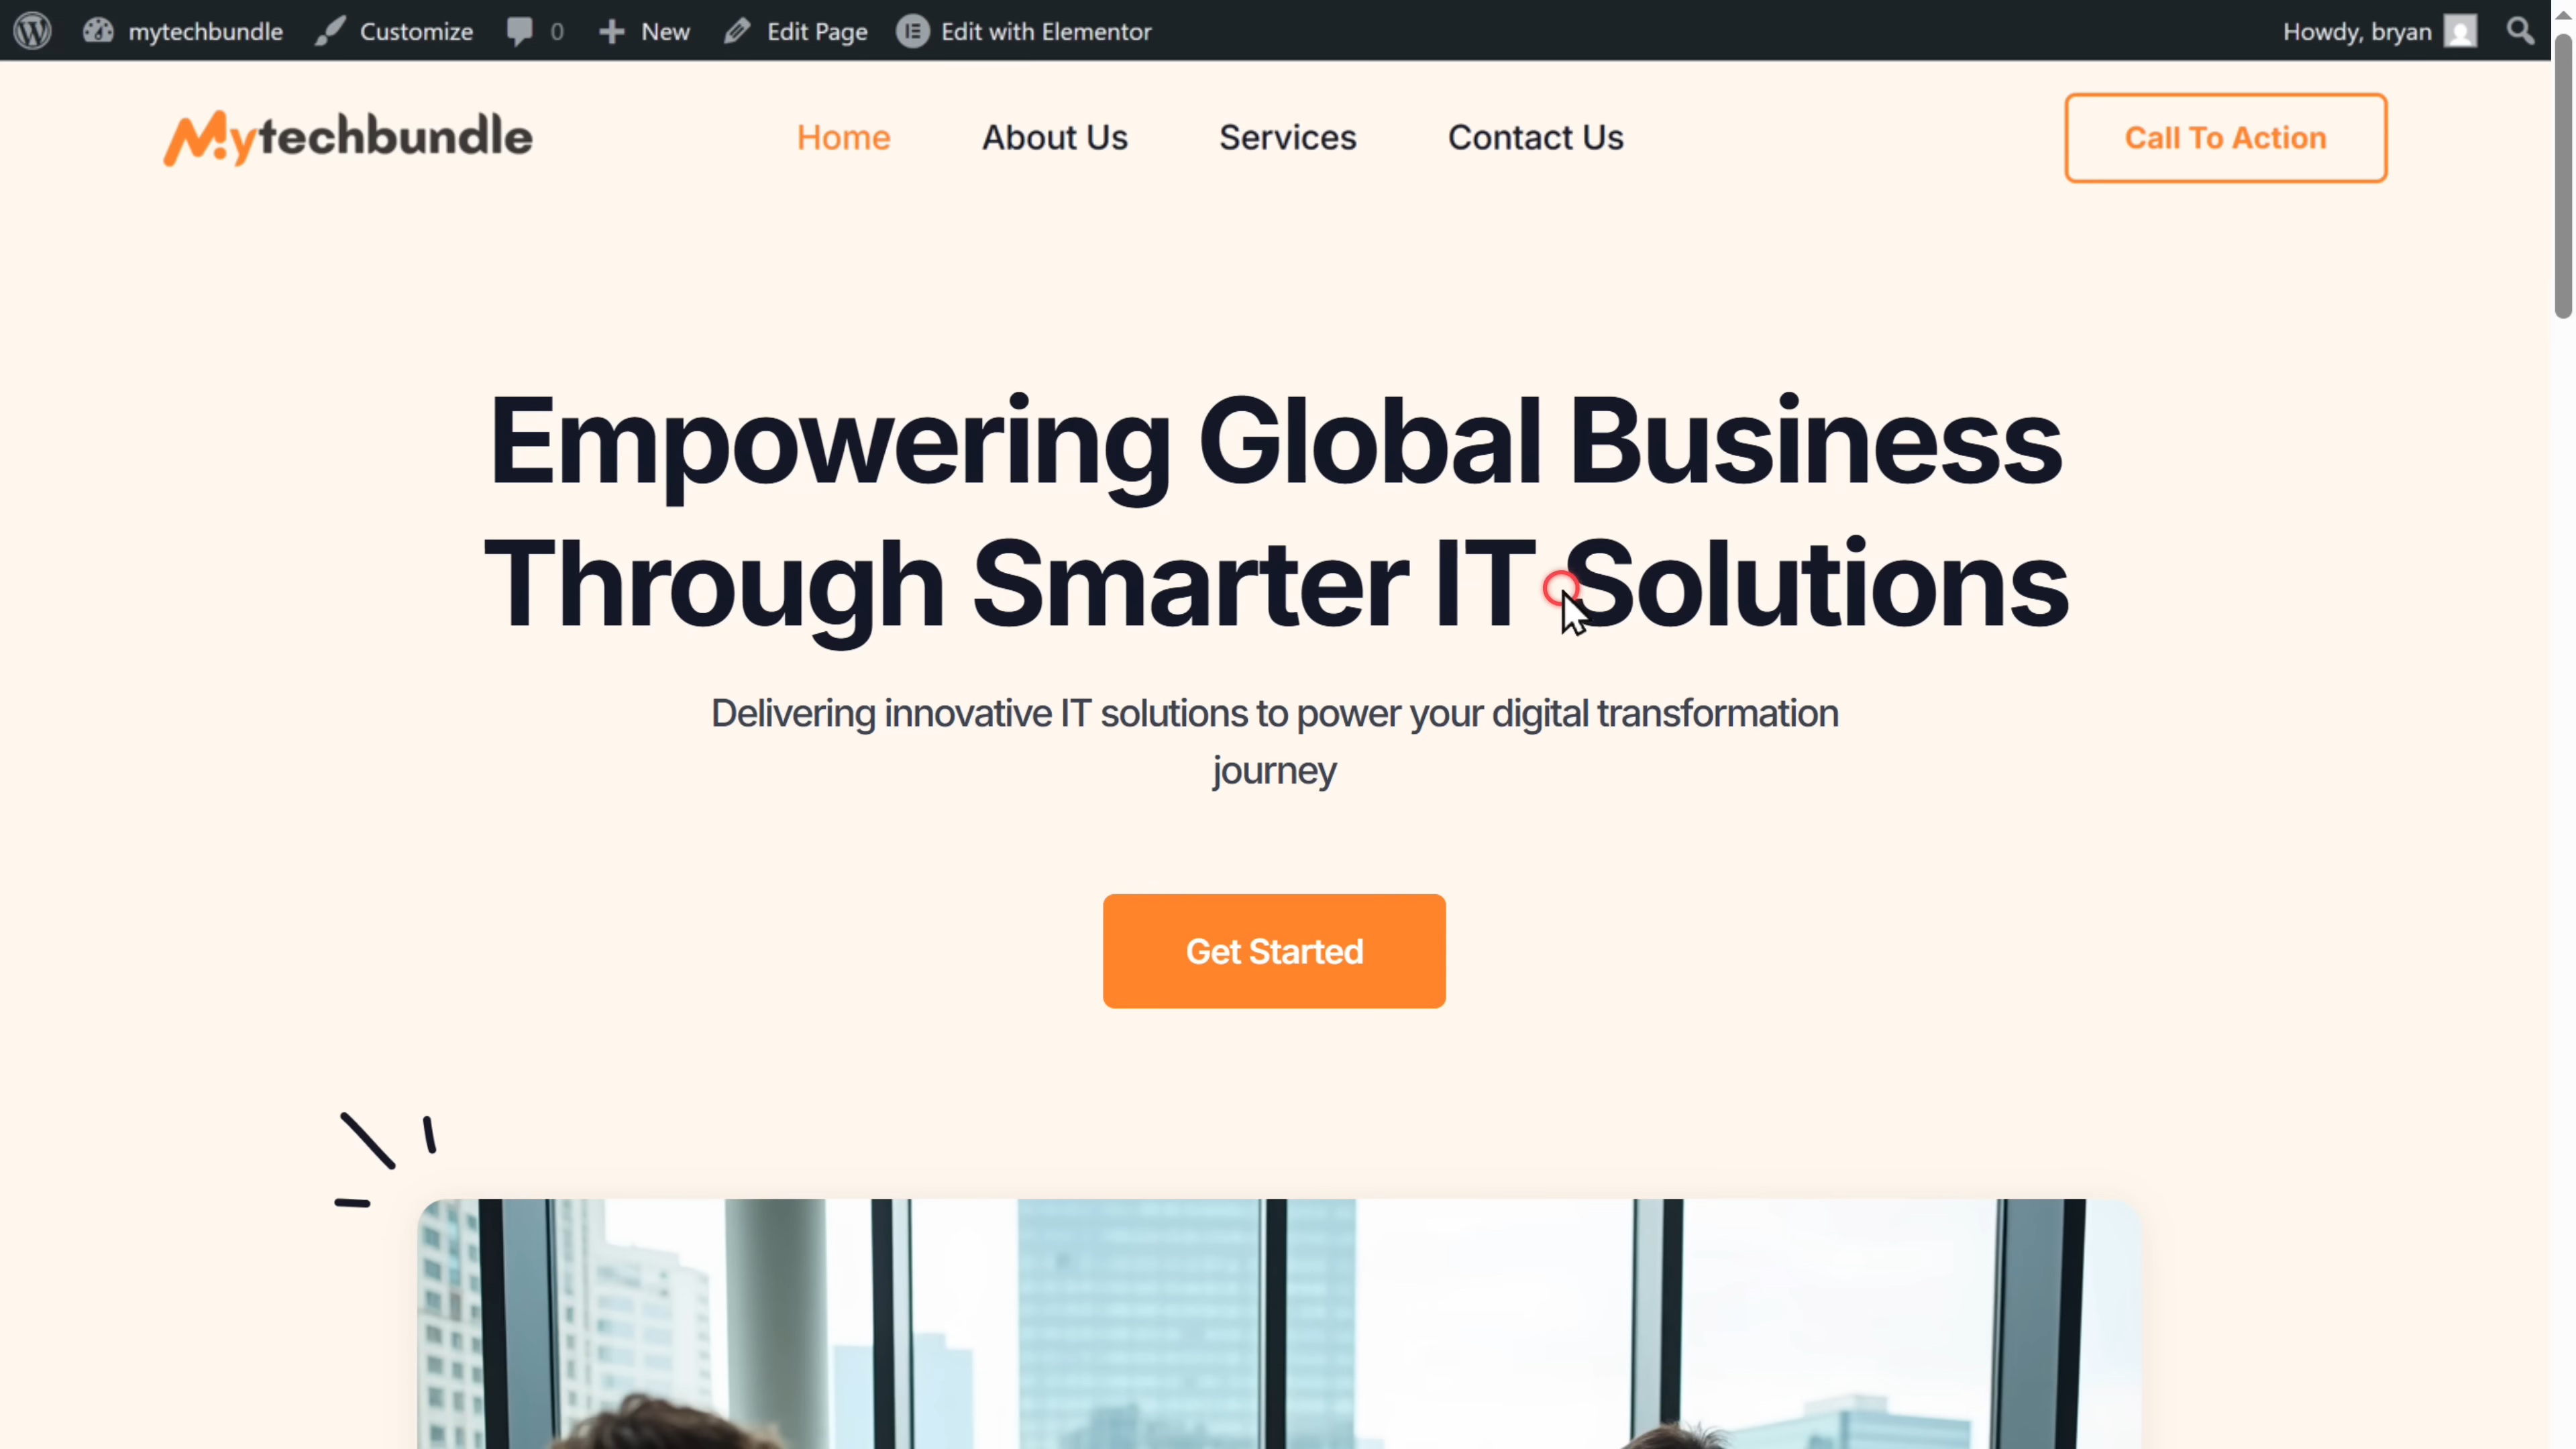 mytechbundle Customize 0 New Edit Page Edit with Elementor Howdy, bryan
Mytechbundle Home About Us Services Contact Us Call To Action
Empowering Global Business
Through Smarter IT Solutions
Delivering innovative IT solutions to power your digital transformation
journey
Get Started